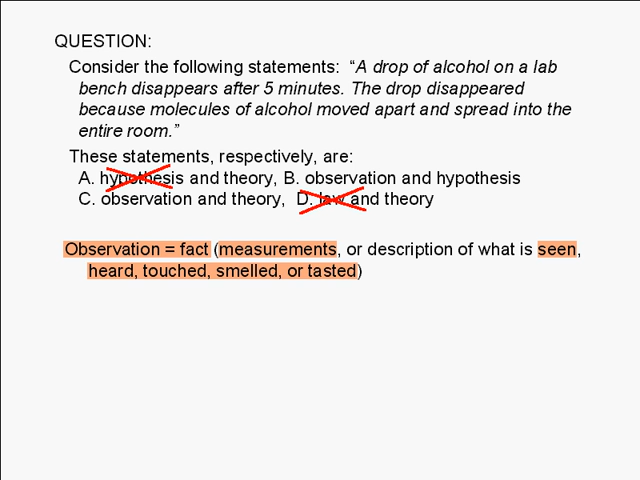 QUESTION:
Consider the following statements: “A drop of alcohol on a lab
bench disappears after 5 minutes. The drop disappeared
because molecules of alcohol moved apart and spread into the
entire room.”
These statements, respectively, are:
A. hypothesis and theory, B. observation and hypothesis
C. observation and theory, D. law and theory
Observation = fact (measurements, or description of what is seen,
heard, touched, smelled, or tasted)